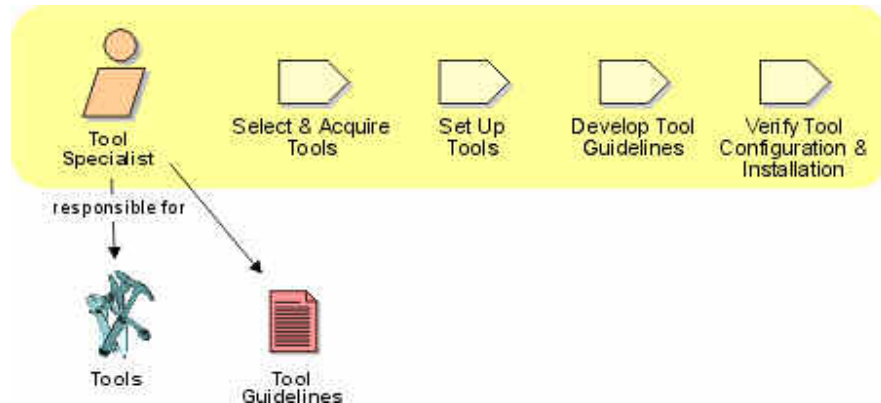 Tool
Specialist
Select & Acquire
Tools
Set Up
Tools
Develop Tool
Guidelines
Verify Tool
Configuration &
Installation
responsible for
Tools
Tool
Guidelines